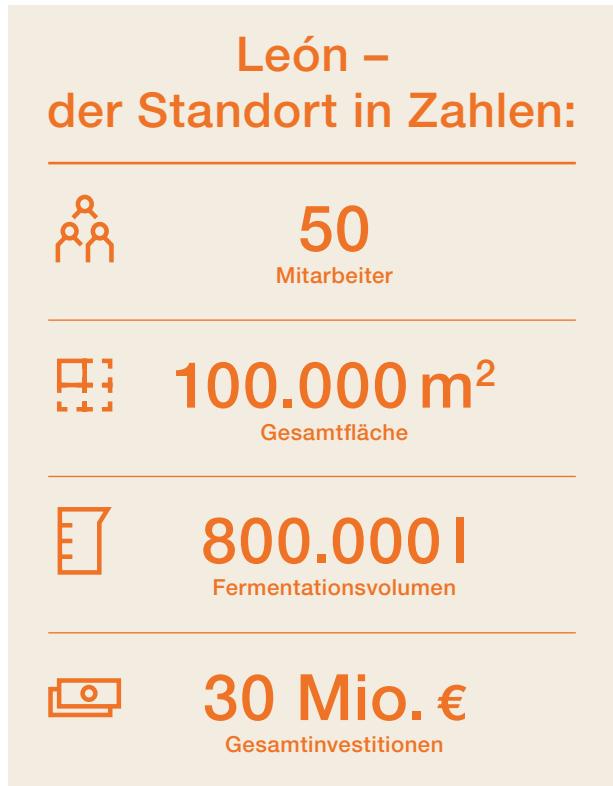 León –
der Standort in Zahlen:
50
Mitarbeiter
100.000 m²
Gesamtfläche
800.000 l
Fermentationsvolumen
30 Mio. €
Gesamtinvestitionen